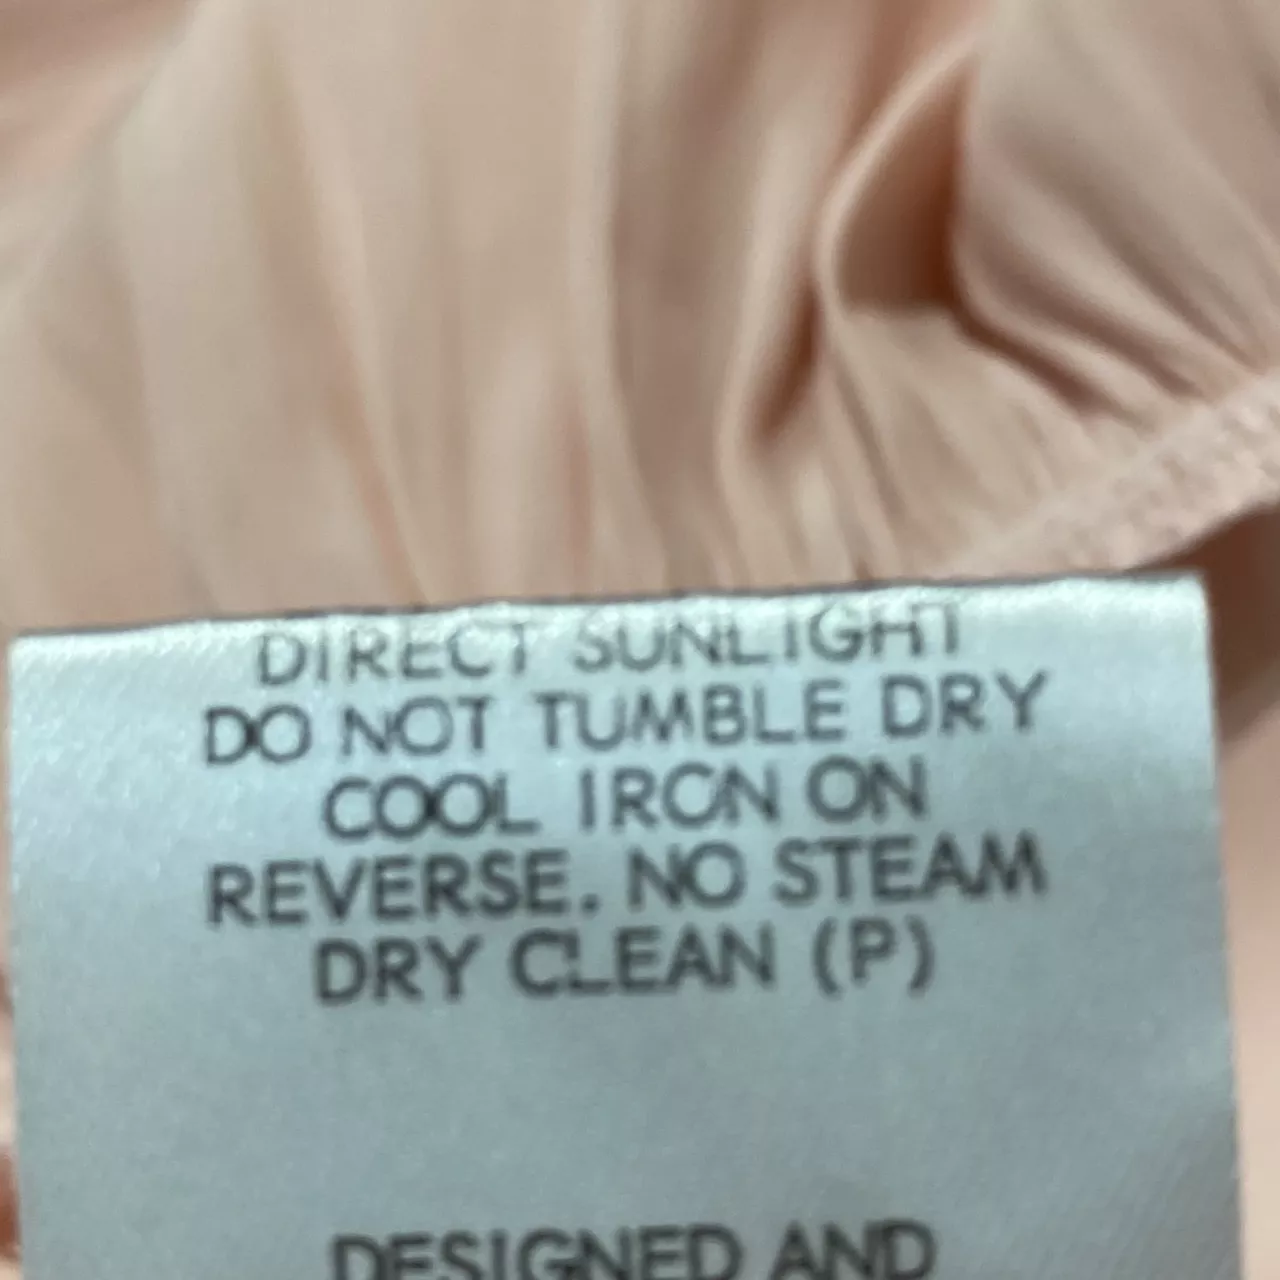 DIRECT SUNLIGHT
DO NOT TUMBLE DRY
COOL IRON ON
REVERSE. NO STEAM
DRY CLEAN (P)
DESIGNED AND